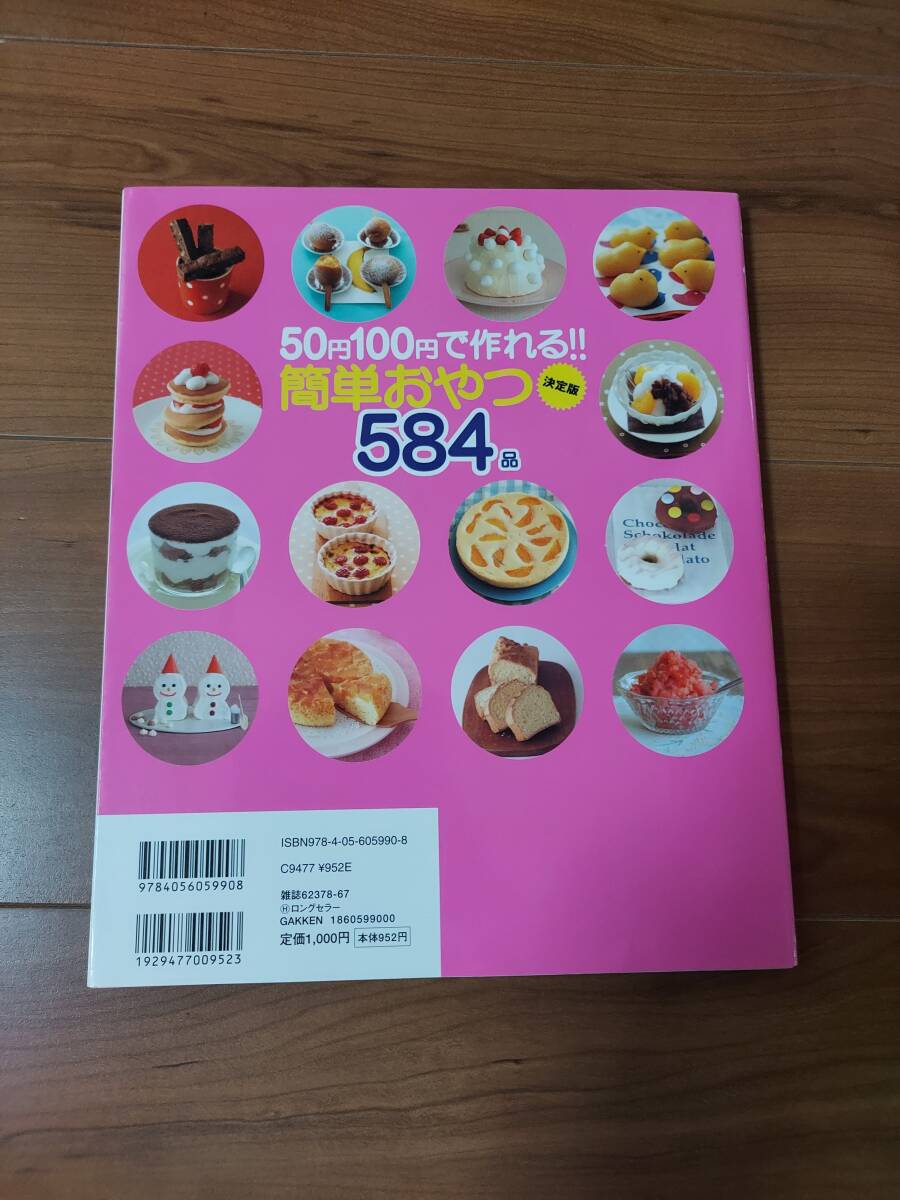 50円100円で作れる!!
簡単おやつ
決定版
584品
Schokolade
ISBN978-4-05-605990-8
C9477 ¥952E
9784056059908
雑誌62378-67
Ⓗロングセラー
GAKKEN 1860599000
定価1,000円 本体952円
1929477009523